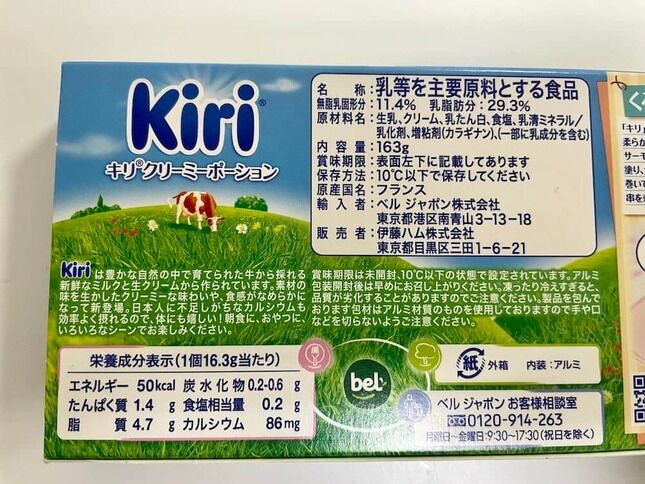 Kiri®
キリ®クリーミーポーション
名　　称：乳等を主要原料とする食品
無脂乳固形分：11.4%　乳脂肪分：29.3%
原材料名：生乳、クリーム、乳たん白、食塩、乳清ミネラル/
乳化剤、増粘剤(カラギナン)、(一部に乳成分を含む)
内 容 量：163g
賞味期限：表面左下に記載してあります
保存方法：10℃以下で保存してください
原産国名：フランス
輸 入 者：ベル ジャポン株式会社
東京都港区南青山3-13-18
販 売 者：伊藤ハム株式会社
東京都目黒区三田1-6-21
Kiri は豊かな自然の中で育てられた牛から採れる
新鮮なミルクと生クリームから作られています。素材の
味を生かしたクリーミーな味わいや、食感がなめらかに
なって新登場。日本人に不足しがちなカルシウムも
効率よく摂れるので、体にも嬉しい！朝食に、おやつに、
いろいろなシーンでお楽しみください。
賞味期限は未開封、10℃以下の状態で設定されています。アルミ
包装開封後は早めにお召し上がりください。凍ったり冷えすぎると、
品質が劣化することがありますのでご注意ください。製品を包んで
おります包材はアルミ材質のものを使用しておりますので手や口
などを切らないようご注意ください。
栄養成分表示(1個16.3g当たり)
エネルギー 50kcal 炭水化物 0.2-0.6 g
たんぱく質 1.4 g 食塩相当量 0.2 g
脂　　質 4.7 g カルシウム 86mg
bel
紙 外箱　内装：アルミ
ベル ジャポン お客様相談室
0120-914-263
月曜日～金曜日:9:30～17:30(祝日を除く)
「キリ
柔らか
サーモ
塗り、
巻いて
串を